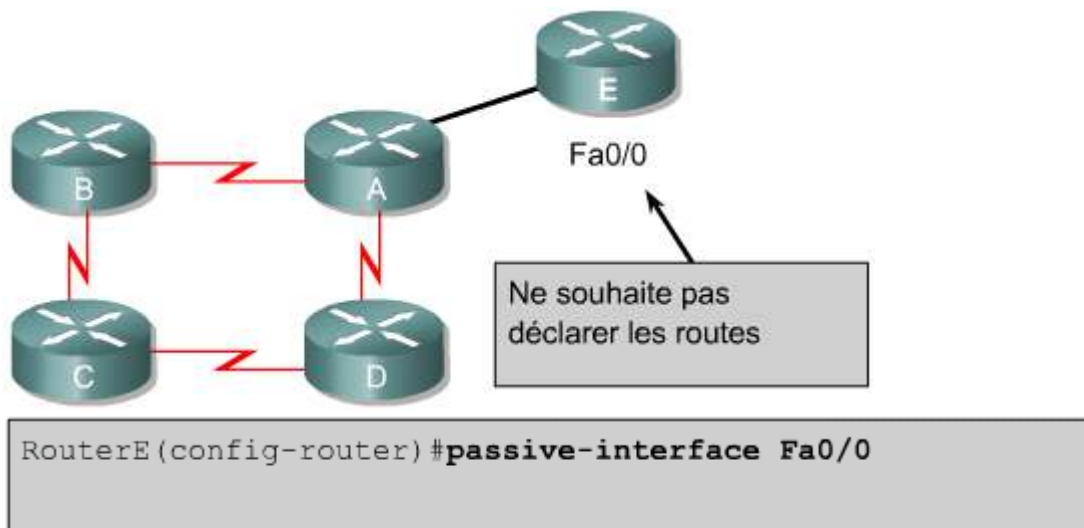 E
Fa0/0
B
A
Ne souhaite pas
déclarer les routes
C
D
RouterE(config-router)#passive-interface Fa0/0